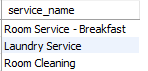 service_name
Room Service - Breakfast
Laundry Service
Room Cleaning